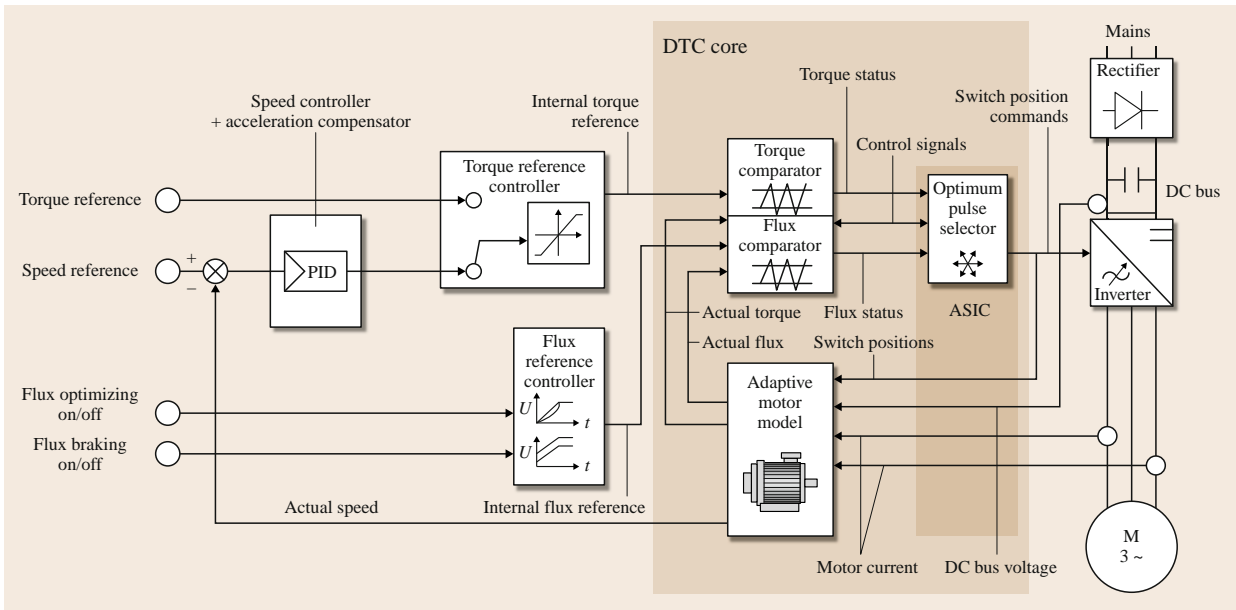 Mains
DTC core
Rectifier
Torque status
Speed controller
+ acceleration compensator
Internal torque
reference
Switch position
commands
Control signals
Torque reference
controller
Torque
comparator
Optimum
pulse
selector
DC bus
Torque reference
Flux
comparator
Speed reference
+
−
PID
Inverter
Actual torque
Flux status
ASIC
Actual flux
Switch positions
Flux
reference
controller
Adaptive
motor
model
Flux optimizing
on/off
U
t
Flux braking
on/off
U
t
Actual speed
Internal flux reference
M
3 ~
Motor current
DC bus voltage